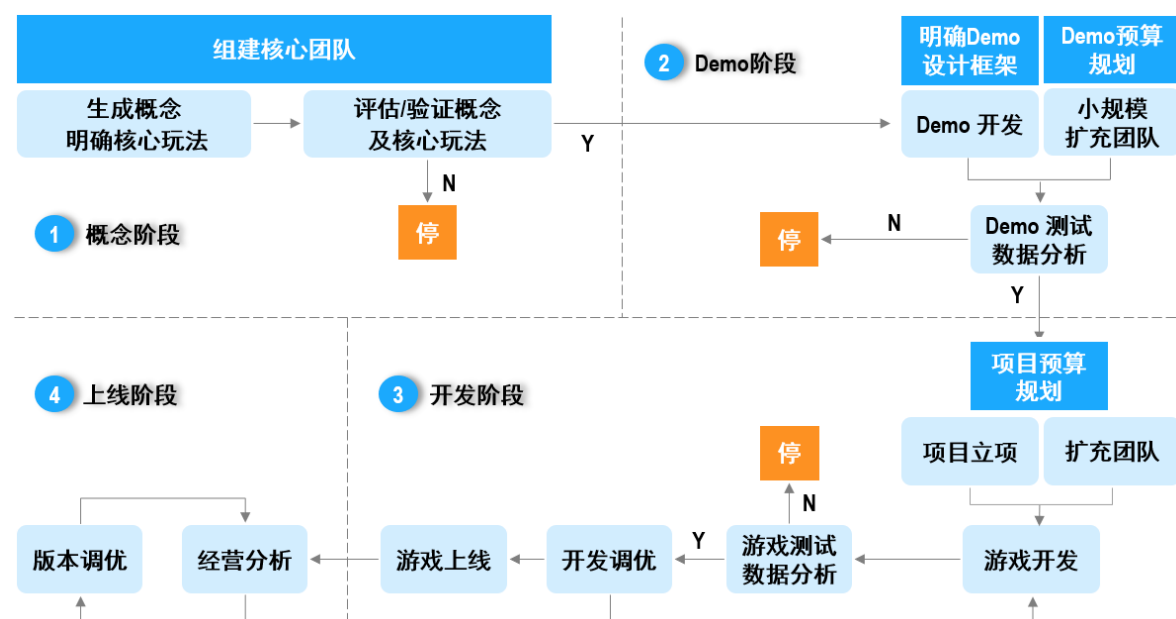 组建核心团队
生成概念
明确核心玩法
评估/验证概念
及核心玩法
Y
N
停
1 概念阶段
2 Demo阶段
明确Demo
设计框架
Demo预算
规划
Demo 开发
小规模
扩充团队
Demo 测试
数据分析
N
停
Y
项目预算
规划
3 开发阶段
项目立项
扩充团队
游戏开发
游戏测试
数据分析
N
停
Y
开发调优
游戏上线
4 上线阶段
经营分析
版本调优